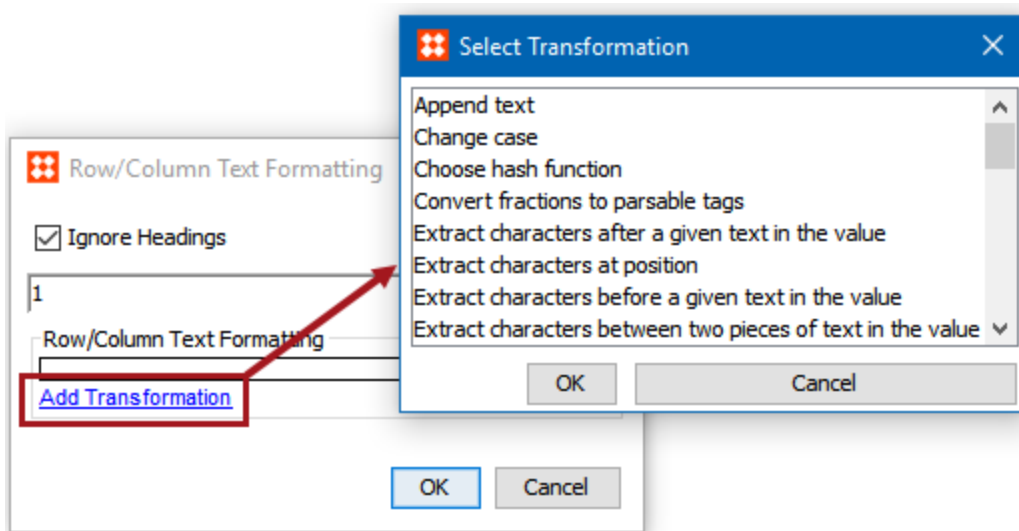 Select Transformation
Append text
Change case
Choose hash function
Convert fractions to parsable tags
Extract characters after a given text in the value
Extract characters at position
Extract characters before a given text in the value
Extract characters between two pieces of text in the value
OK Cancel
Row/Column Text Formatting
Ignore Headings
1
Row/Column Text Formatting
Add Transformation
OK Cancel